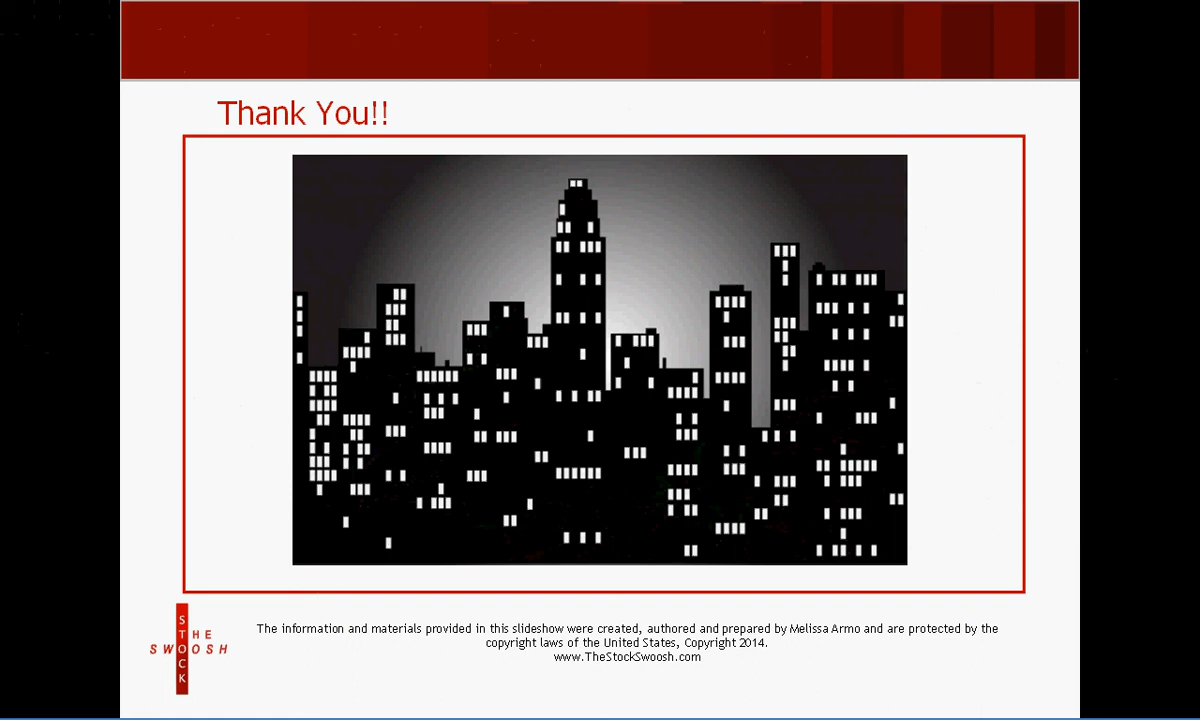 Thank You!!
THE
STOCK
SWOOSH
The information and materials provided in this slideshow were created, authored and prepared by Melissa Armo and are protected by the
copyright laws of the United States, Copyright 2014.
www.TheStockSwoosh.com